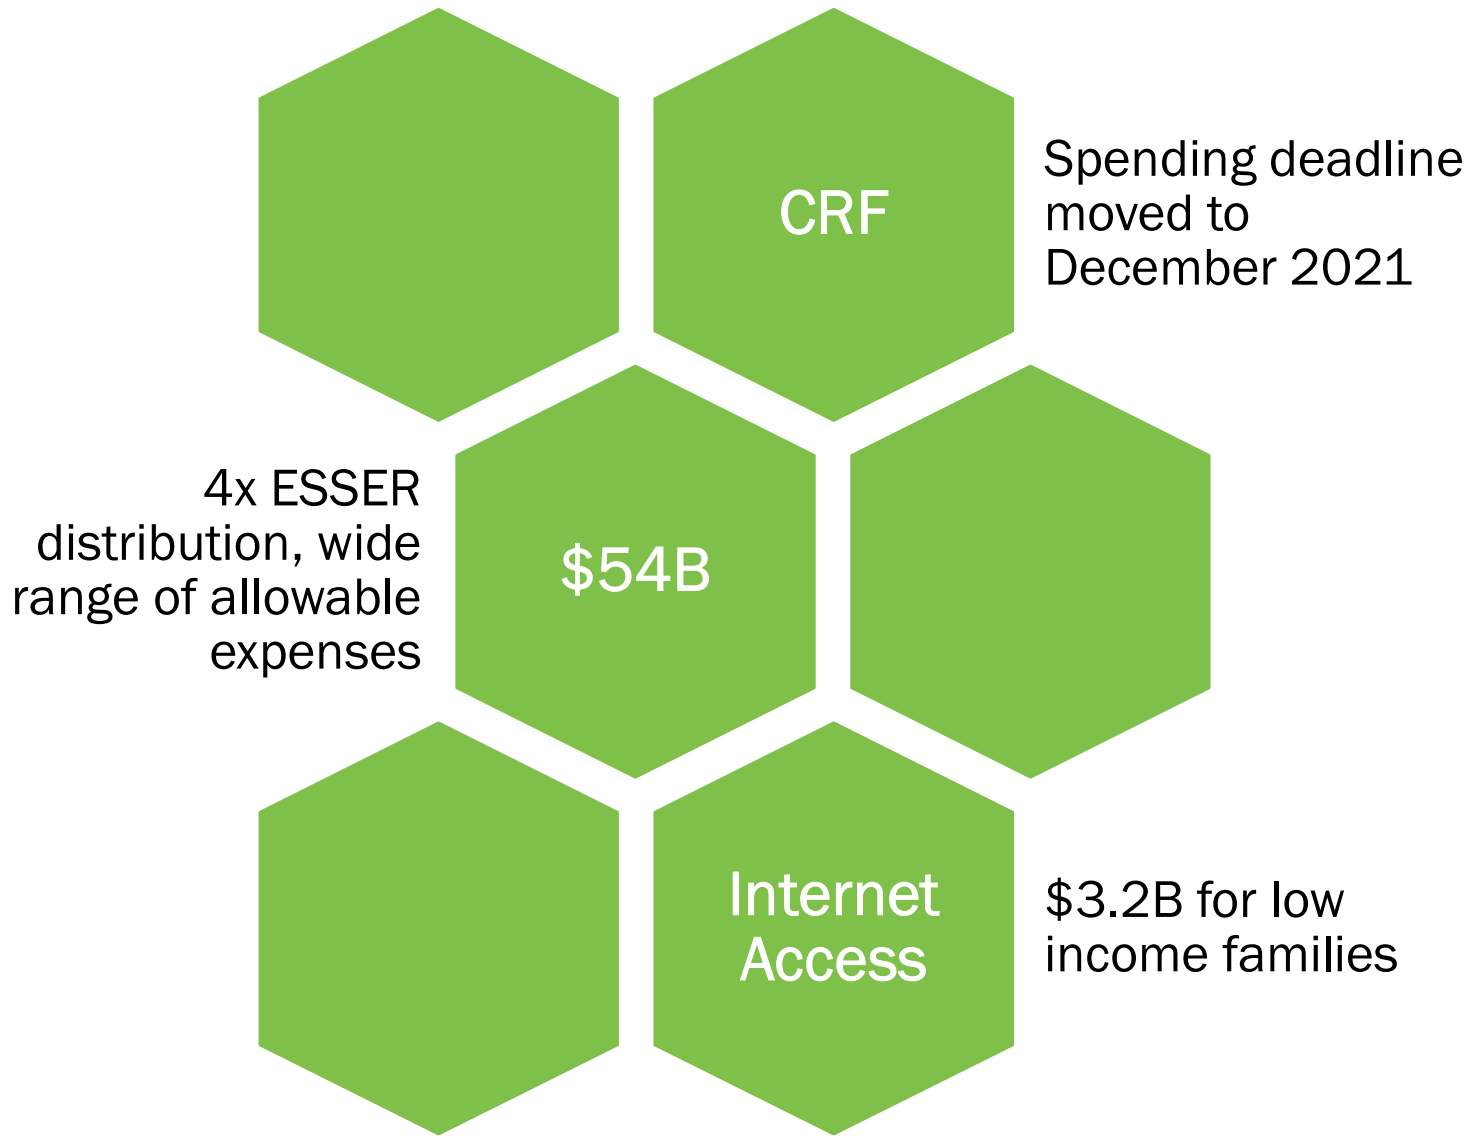 CRF
Spending deadline
moved to
December 2021
4x ESSER
distribution, wide
range of allowable
expenses
$54B
Internet
Access
$3.2B for low
income families